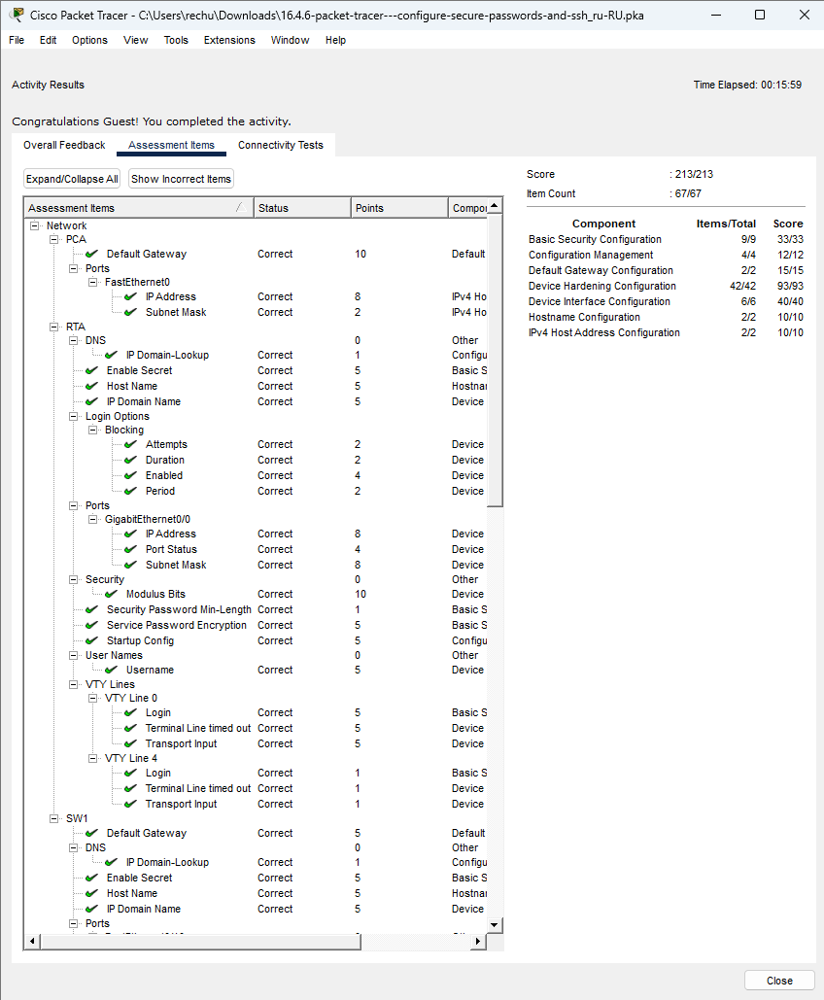 Cisco Packet Tracer - C:\Users\rechu\Downloads\16.4.6-packet-tracer---configure-secure-passwords-and-ssh_ru-RU.pka
File Edit Options View Tools Extensions Window Help
Activity Results Time Elapsed: 00:15:59
Congratulations Guest! You completed the activity.
Overall Feedback Assessment Items Connectivity Tests
Expand/Collapse All Show Incorrect Items
Assessment Items Status Points Compo
Network
PCA
Default Gateway Correct 10 Default
Ports
FastEthernet0
IP Address Correct 8 IPv4 Ho
Subnet Mask Correct 2 IPv4 Ho
RTA
DNS 0 Other
IP Domain-Lookup Correct 1 Configu
Enable Secret Correct 5 Basic S
Host Name Correct 5 Hostna
IP Domain Name Correct 5 Device
Login Options
Blocking
Attempts Correct 2 Device
Duration Correct 2 Device
Enabled Correct 4 Device
Period Correct 2 Device
Ports
GigabitEthernet0/0
IP Address Correct 8 Device
Port Status Correct 4 Device
Subnet Mask Correct 8 Device
Security 0 Other
Modulus Bits Correct 10 Device
Security Password Min-Length Correct 1 Basic S
Service Password Encryption Correct 5 Basic S
Startup Config Correct 5 Configu
User Names 0 Other
Username Correct 5 Device
VTY Lines
VTY Line 0
Login Correct 5 Basic S
Terminal Line timed out Correct 5 Device
Transport Input Correct 5 Device
VTY Line 4
Login Correct 1 Basic S
Terminal Line timed out Correct 1 Device
Transport Input Correct 1 Device
SW1
Default Gateway Correct 5 Default
DNS 0 Other
IP Domain-Lookup Correct 1 Configu
Enable Secret Correct 5 Basic S
Host Name Correct 5 Hostna
IP Domain Name Correct 5 Device
Ports
Score : 213/213
Item Count : 67/67
Component Items/Total Score
Basic Security Configuration 9/9 33/33
Configuration Management 4/4 12/12
Default Gateway Configuration 2/2 15/15
Device Hardening Configuration 42/42 93/93
Device Interface Configuration 6/6 40/40
Hostname Configuration 2/2 10/10
IPv4 Host Address Configuration 2/2 10/10
Close